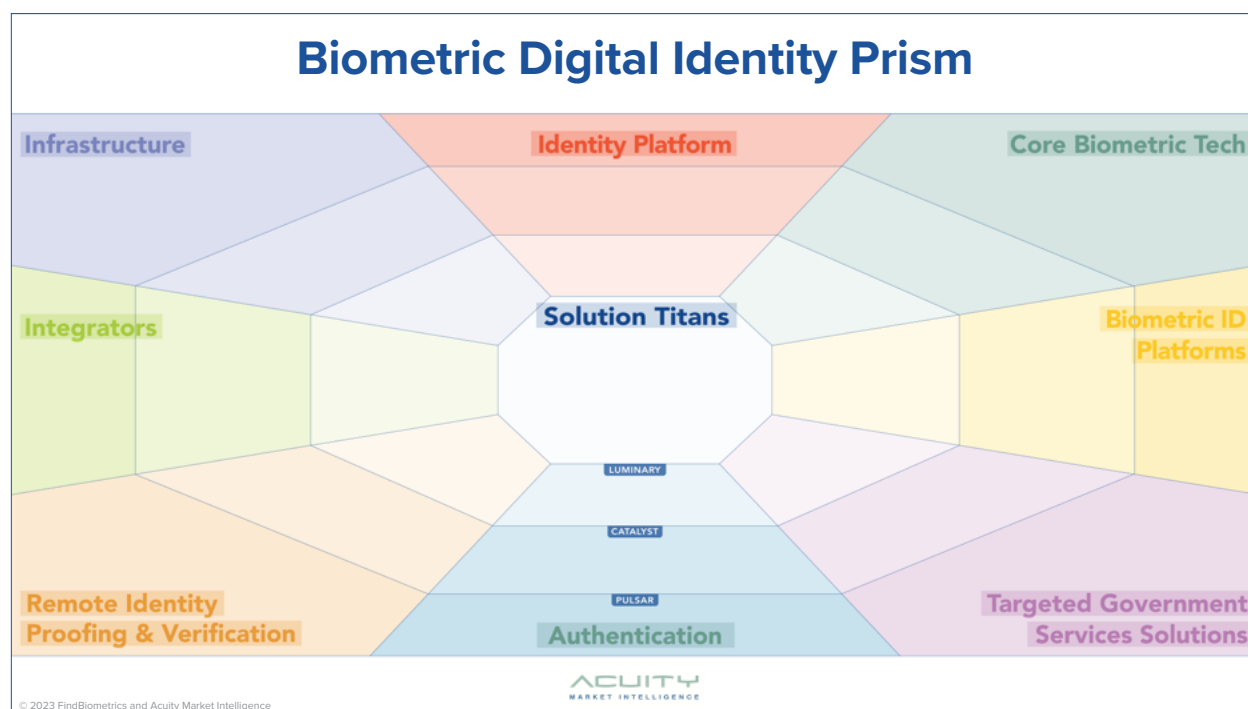 Biometric Digital Identity Prism
Infrastructure
Identity Platform
Core Biometric Tech
Integrators
Solution Titans
Biometric ID
Platforms
LUMINARY
CATALYST
PULSAR
Remote Identity
Proofing & Verification
Authentication
Targeted Government
Services Solutions
ACUITY
MARKET INTELLIGENCE
© 2023 FindBiometrics and Acuity Market Intelligence